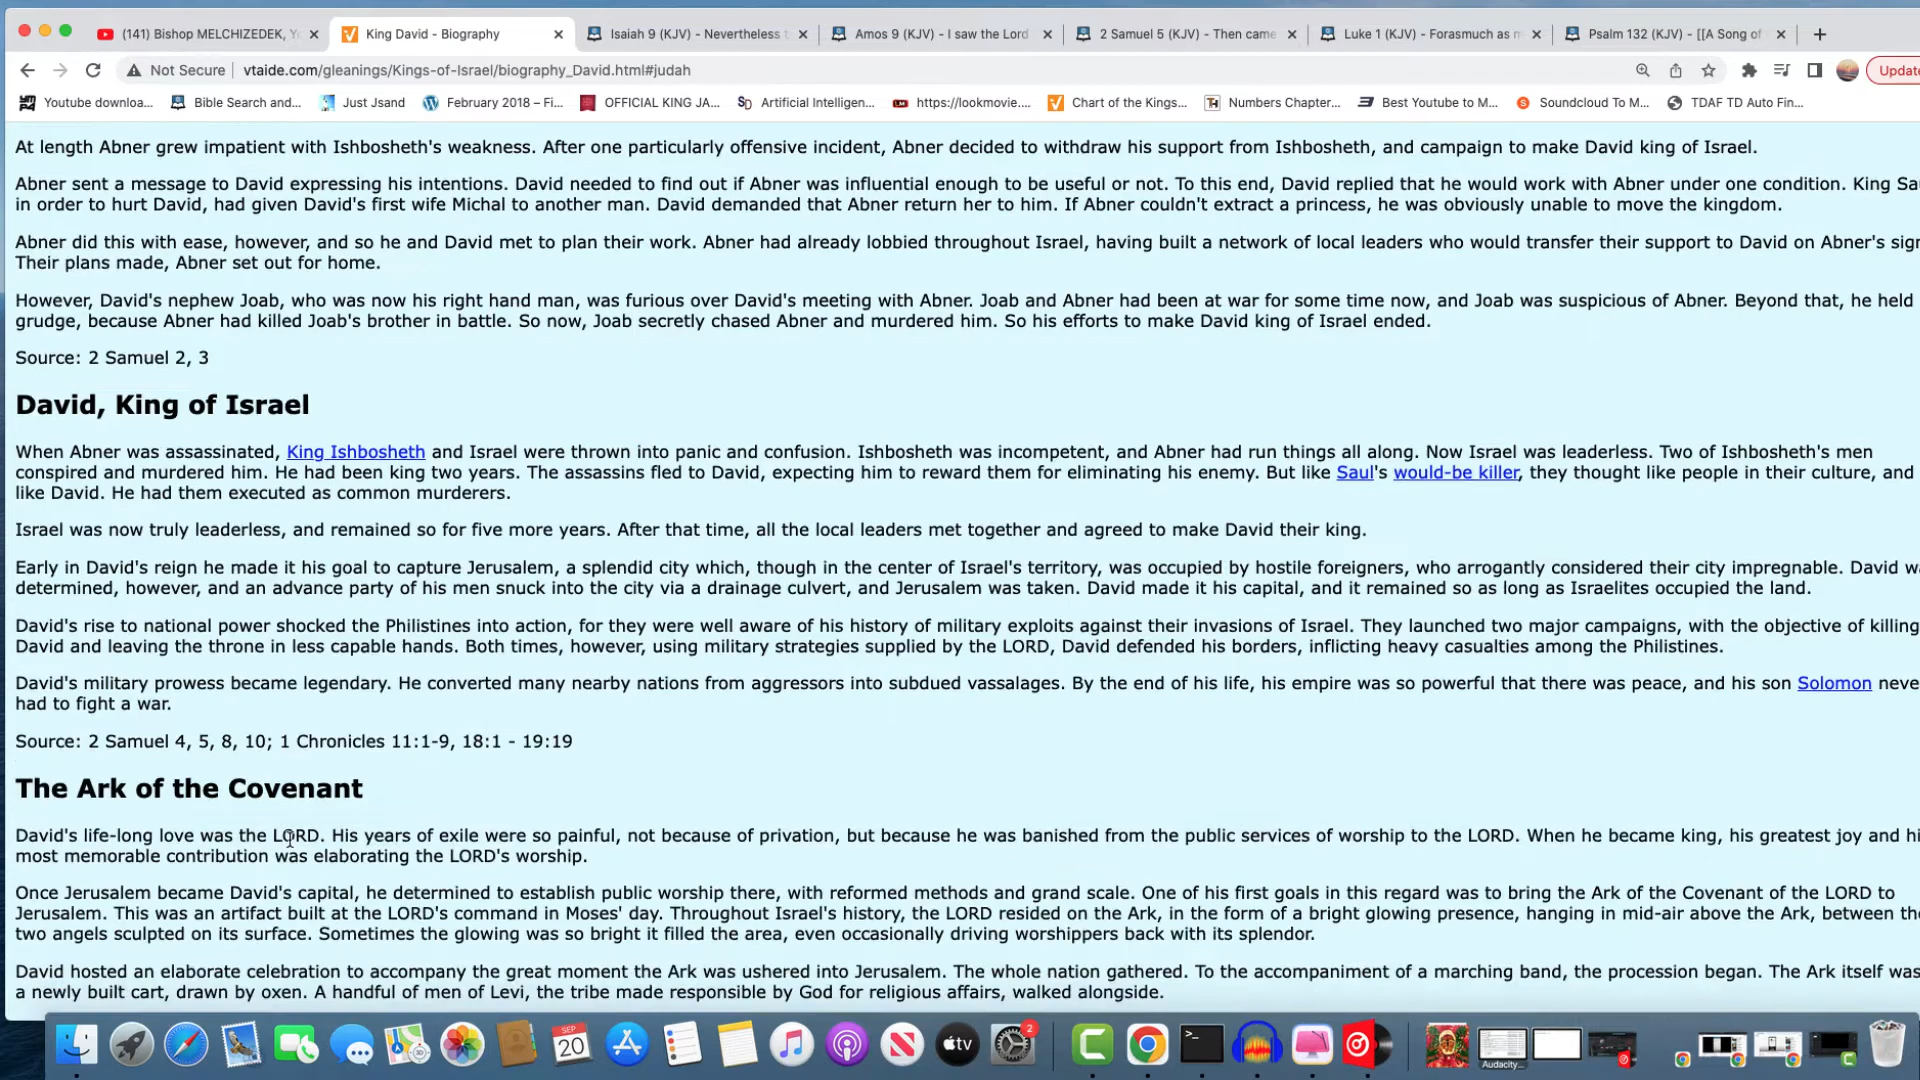 (141) Bishop MELCHIZEDEK, Yo
King David - Biography
Isaiah 9 (KJV) - Nevertheless t
Amos 9 (KJV) - I saw the Lord
2 Samuel 5 (KJV) - Then came
Luke 1 (KJV) - Forasmuch as m
Psalm 132 (KJV) - [[A Song of
Not Secure
vtaide.com/gleanings/Kings-of-Israel/biography_David.html#judah
Update
Youtube downloa...
Bible Search and...
Just Jsand
February 2018 – Fi...
OFFICIAL KING JA...
Artificial Intelligen...
https://lookmovie....
Chart of the Kings...
Numbers Chapter...
Best Youtube to M...
Soundcloud To M...
TDAF TD Auto Fin...
At length Abner grew impatient with Ishbosheth's weakness. After one particularly offensive incident, Abner decided to withdraw his support from Ishbosheth, and campaign to make David king of Israel.
Abner sent a message to David expressing his intentions. David needed to find out if Abner was influential enough to be useful or not. To this end, David replied that he would work with Abner under one condition. King Sau
in order to hurt David, had given David's first wife Michal to another man. David demanded that Abner return her to him. If Abner couldn't extract a princess, he was obviously unable to move the kingdom.
Abner did this with ease, however, and so he and David met to plan their work. Abner had already lobbied throughout Israel, having built a network of local leaders who would transfer their support to David on Abner's sign
Their plans made, Abner set out for home.
However, David's nephew Joab, who was now his right hand man, was furious over David's meeting with Abner. Joab and Abner had been at war for some time now, and Joab was suspicious of Abner. Beyond that, he held
grudge, because Abner had killed Joab's brother in battle. So now, Joab secretly chased Abner and murdered him. So his efforts to make David king of Israel ended.
Source: 2 Samuel 2, 3
David, King of Israel
When Abner was assassinated, King Ishbosheth and Israel were thrown into panic and confusion. Ishbosheth was incompetent, and Abner had run things all along. Now Israel was leaderless. Two of Ishbosheth's men
conspired and murdered him. He had been king two years. The assassins fled to David, expecting him to reward them for eliminating his enemy. But like Saul's would-be killer, they thought like people in their culture, and
like David. He had them executed as common murderers.
Israel was now truly leaderless, and remained so for five more years. After that time, all the local leaders met together and agreed to make David their king.
Early in David's reign he made it his goal to capture Jerusalem, a splendid city which, though in the center of Israel's territory, was occupied by hostile foreigners, who arrogantly considered their city impregnable. David wa
determined, however, and an advance party of his men snuck into the city via a drainage culvert, and Jerusalem was taken. David made it his capital, and it remained so as long as Israelites occupied the land.
David's rise to national power shocked the Philistines into action, for they were well aware of his history of military exploits against their invasions of Israel. They launched two major campaigns, with the objective of killing
David and leaving the throne in less capable hands. Both times, however, using military strategies supplied by the LORD, David defended his borders, inflicting heavy casualties among the Philistines.
David's military prowess became legendary. He converted many nearby nations from aggressors into subdued vassalages. By the end of his life, his empire was so powerful that there was peace, and his son Solomon neve
had to fight a war.
Source: 2 Samuel 4, 5, 8, 10; 1 Chronicles 11:1-9, 18:1 - 19:19
The Ark of the Covenant
David's life-long love was the LORD. His years of exile were so painful, not because of privation, but because he was banished from the public services of worship to the LORD. When he became king, his greatest joy and hi
most memorable contribution was elaborating the LORD's worship.
Once Jerusalem became David's capital, he determined to establish public worship there, with reformed methods and grand scale. One of his first goals in this regard was to bring the Ark of the Covenant of the LORD to
Jerusalem. This was an artifact built at the LORD's command in Moses' day. Throughout Israel's history, the LORD resided on the Ark, in the form of a bright glowing presence, hanging in mid-air above the Ark, between the
two angels sculpted on its surface. Sometimes the glowing was so bright it filled the area, even occasionally driving worshippers back with its splendor.
David hosted an elaborate celebration to accompany the great moment the Ark was ushered into Jerusalem. The whole nation gathered. To the accompaniment of a marching band, the procession began. The Ark itself was
a newly built cart, drawn by oxen. A handful of men of Levi, the tribe made responsible by God for religious affairs, walked alongside.
SEP
20
tv
2
Audacity...